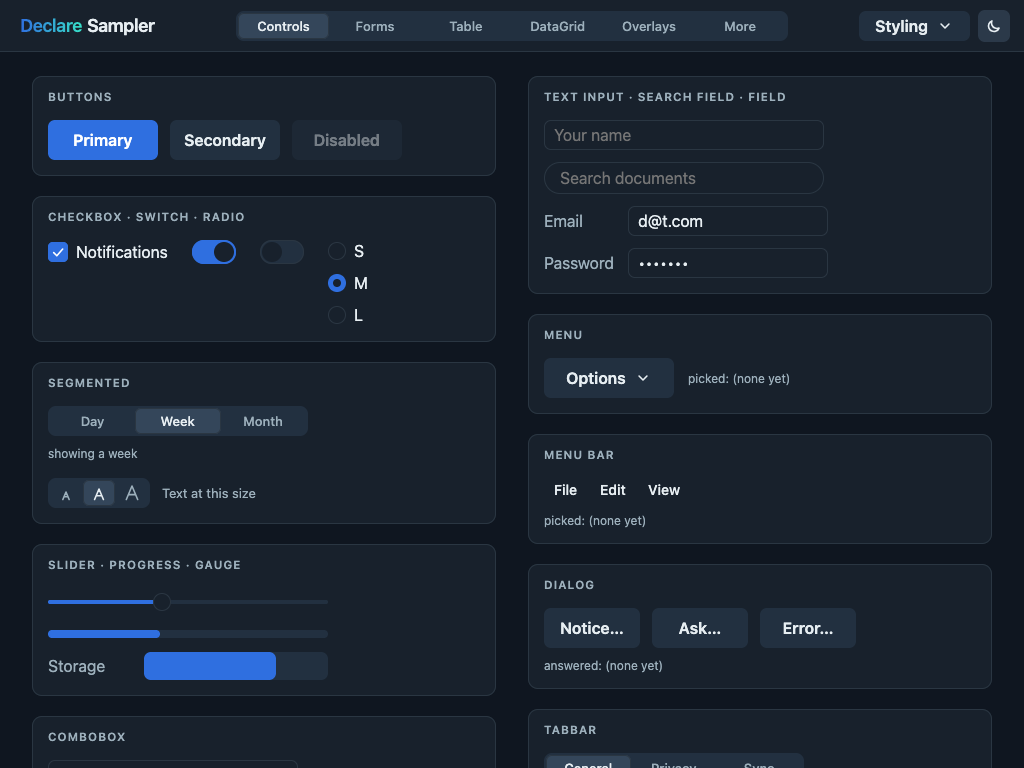 Declare Sampler
Controls
Forms
Table
DataGrid
Overlays
More
Styling
BUTTONS
Primary
Secondary
Disabled
CHECKBOX · SWITCH · RADIO
Notifications
S
M
L
SEGMENTED
Day
Week
Month
showing a week
A
A
A
Text at this size
SLIDER · PROGRESS · GAUGE
Storage
COMBOBOX
TEXT INPUT · SEARCH FIELD · FIELD
Your name
Search documents
Email
d@t.com
Password
•••••••
MENU
Options
picked: (none yet)
MENU BAR
File
Edit
View
picked: (none yet)
DIALOG
Notice...
Ask...
Error...
answered: (none yet)
TABBAR
General
Privacy
Sync